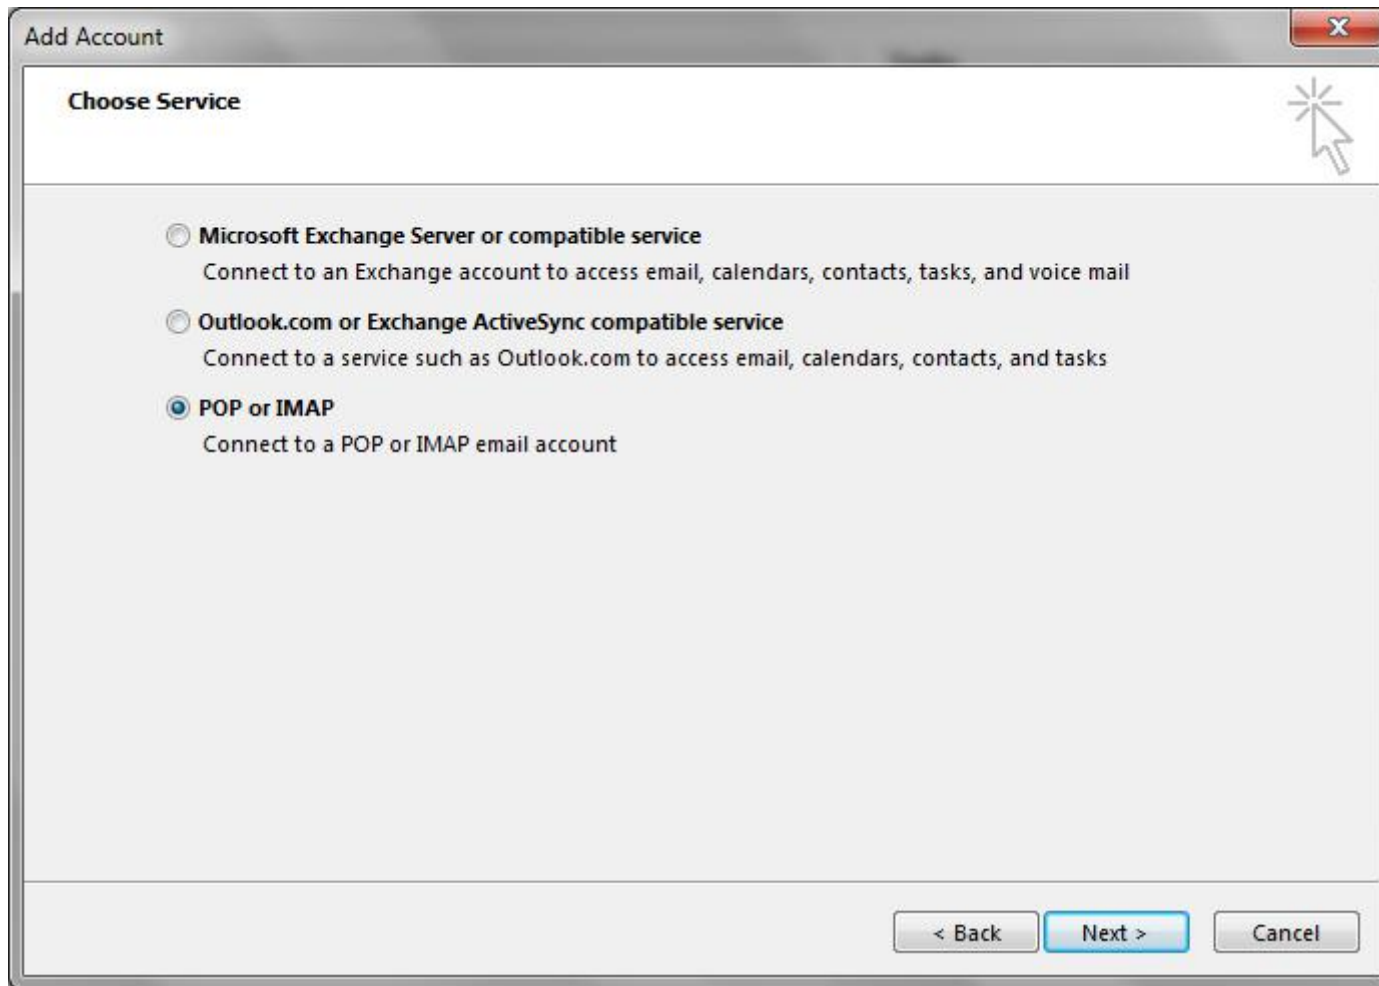 Add Account
Choose Service
Microsoft Exchange Server or compatible service
Connect to an Exchange account to access email, calendars, contacts, tasks, and voice mail
Outlook.com or Exchange ActiveSync compatible service
Connect to a service such as Outlook.com to access email, calendars, contacts, and tasks
POP or IMAP
Connect to a POP or IMAP email account
< Back Next > Cancel